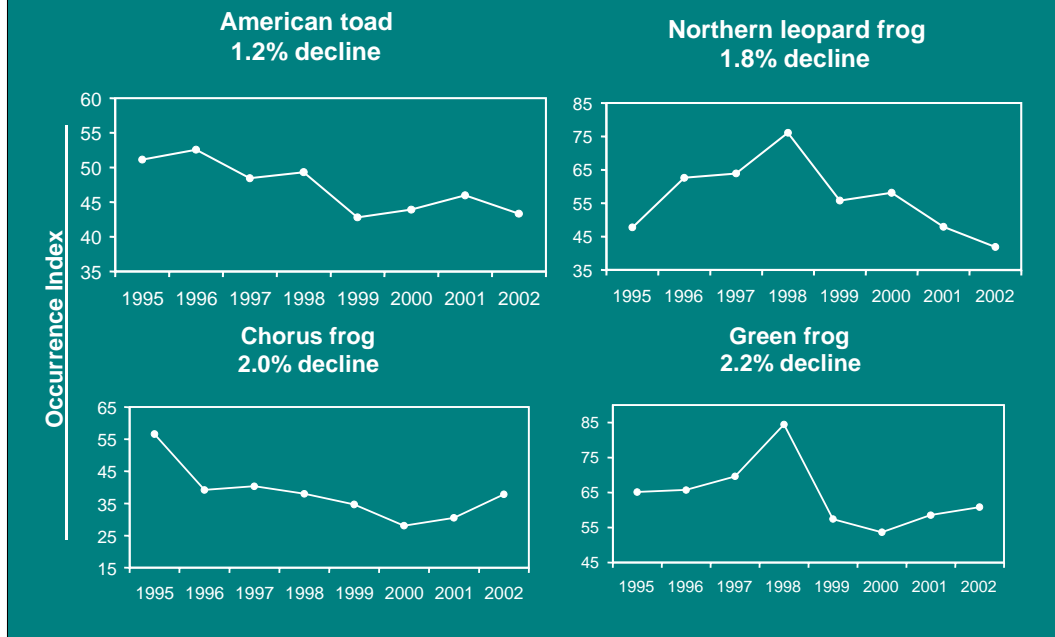 American toad
1.2% decline
Northern leopard frog
1.8% decline
Occurrence Index
60
55
50
45
40
35
1995 1996 1997 1998 1999 2000 2001 2002
85
75
65
55
45
35
1995 1996 1997 1998 1999 2000 2001 2002
Chorus frog
2.0% decline
Green frog
2.2% decline
65
55
45
35
25
15
1995 1996 1997 1998 1999 2000 2001 2002
85
75
65
55
45
1995 1996 1997 1998 1999 2000 2001 2002